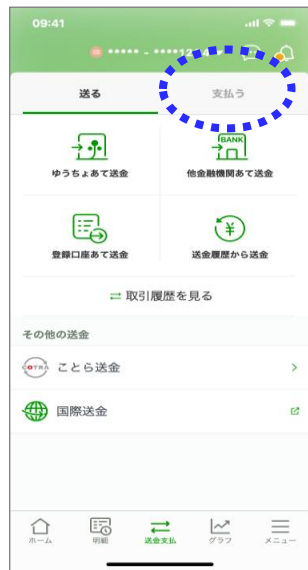 09:41
***** - ****12
送る
支払う
BANK
ゆうちょあて送金
他金融機関あて送金
登録口座あて送金
送金履歴から送金
取引履歴を見る
その他の送金
COTRA
ことら送金
国際送金
ホーム
明細
送金支払
グラフ
メニュー